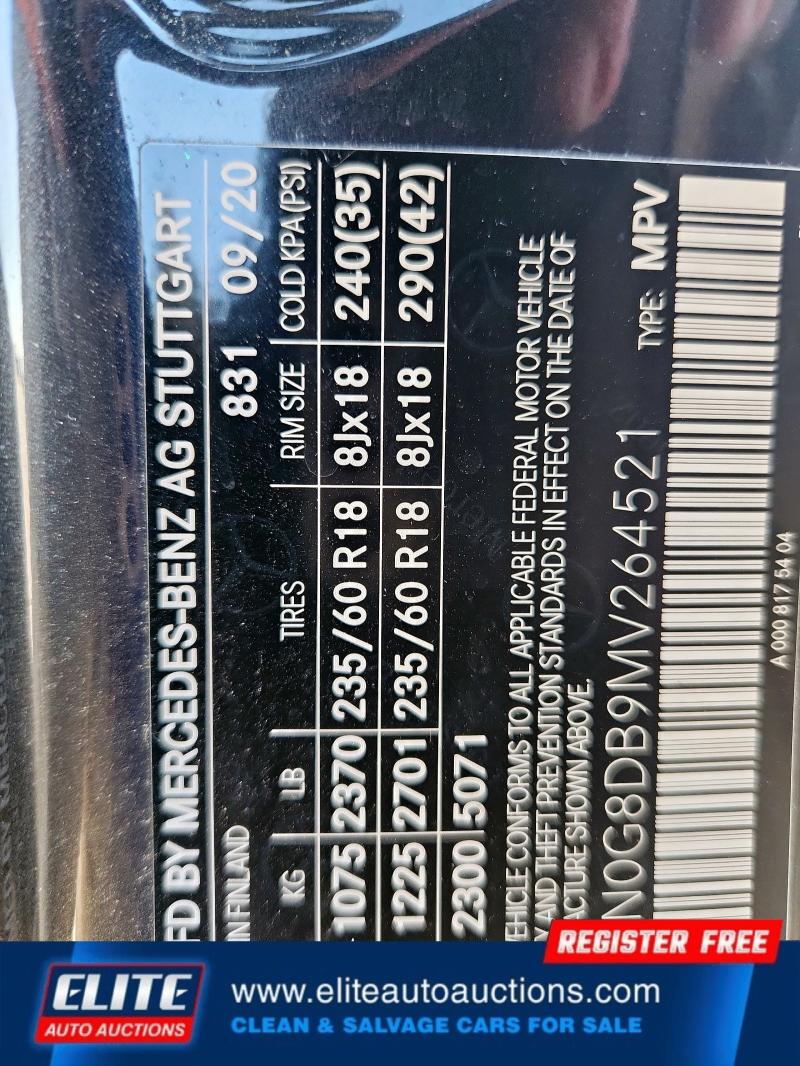 FD BY MERCEDES-BENZ AG STUTTGART
IN FINLAND 831 09/20
KG LB TIRES RIM SIZE COLD KPA (PSI)
1075 2370 235/60 R18 8Jx18 240(35)
1225 2701 235/60 R18 8Jx18 290(42)
2300 5071
VEHICLE CONFORMS TO ALL APPLICABLE FEDERAL MOTOR VEHICLE
Y AND THEFT PREVENTION STANDARDS IN EFFECT ON THE DATE OF
ACTURE SHOWN ABOVE.
N0G8DB9MV264521 TYPE: MPV
A 000 817 54 04
REGISTER FREE
ELITE
AUTO AUCTIONS
www.eliteautoauctions.com
CLEAN & SALVAGE CARS FOR SALE